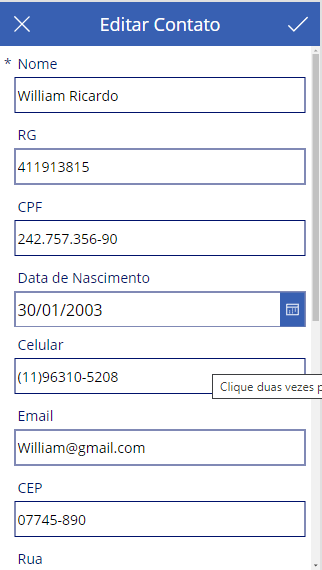 Editar Contato
* Nome
William Ricardo
RG
411913815
CPF
242.757.356-90
Data de Nascimento
30/01/2003
Celular
(11)96310-5208
Clique duas vezes p
Email
William@gmail.com
CEP
07745-890
Rua